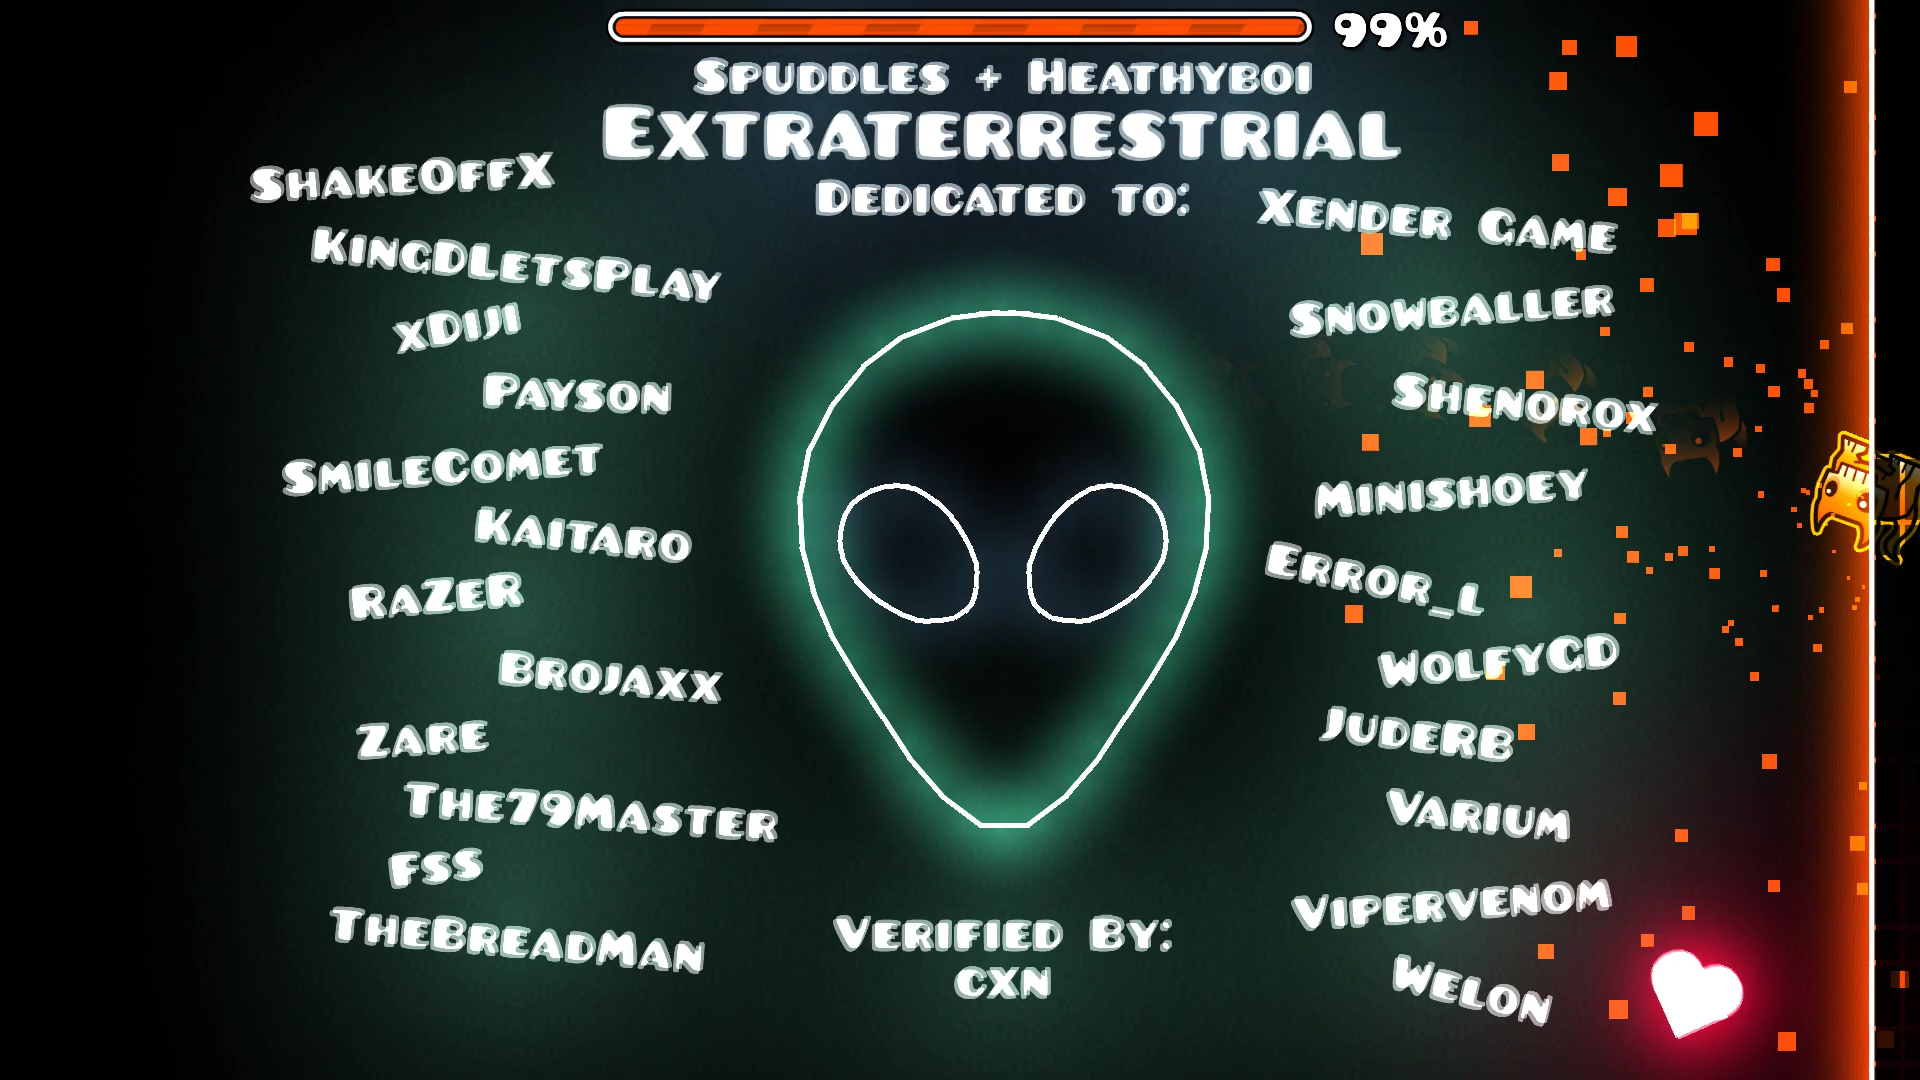 99%
Spuddles + Heathyboi
Extraterrestrial
Dedicated to:
ShakeOffX
KingDLetsPlay
xDiji
Payson
SmileComet
Kaitaro
RaZeR
Brojaxx
Zare
The79Master
FSS
TheBreadMan
Xender Game
Snowballer
Shenorox
Minishoey
Error_L
WolfyGD
Juderb
Varium
Vipervenom
Welon
Verified By:
CXN